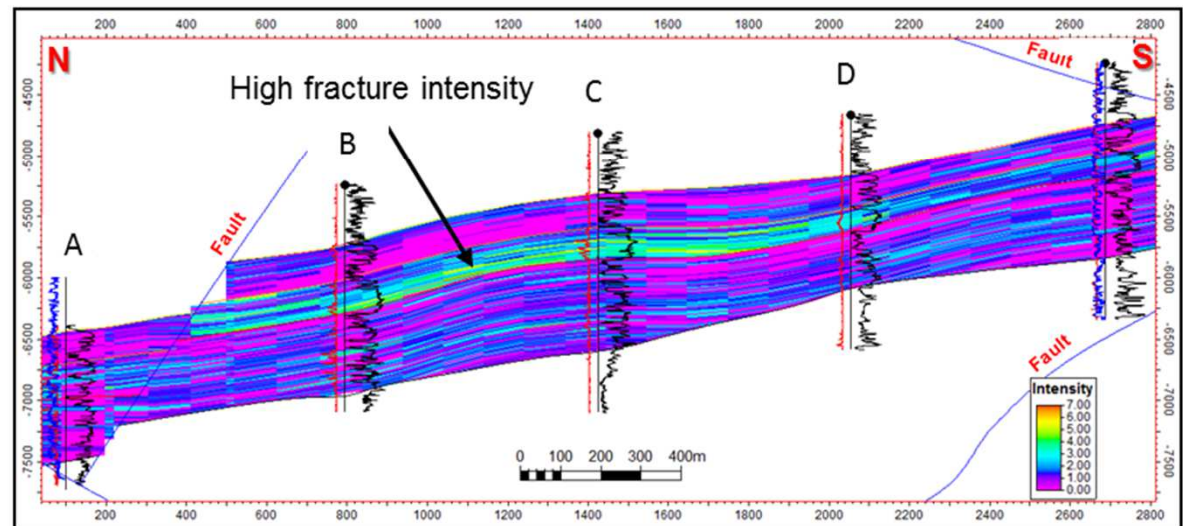 200 400 600 800 1000 1200 1400 1600 1800 2000 2200 2400 2600 2800
N
Fault
S
D
C
High fracture intensity
B
Fault
A
-4500
-5000
-5500
-6000
-6500
-7000
-7500
-4500
-5000
-5500
-6000
-6500
-7000
-7500
Fault
Intensity
7.00
6.00
5.00
4.00
3.00
2.00
1.00
0.00
0 100 200 300 400m
200 400 600 800 1000 1200 1400 1600 1800 2000 2200 2400 2600 2800